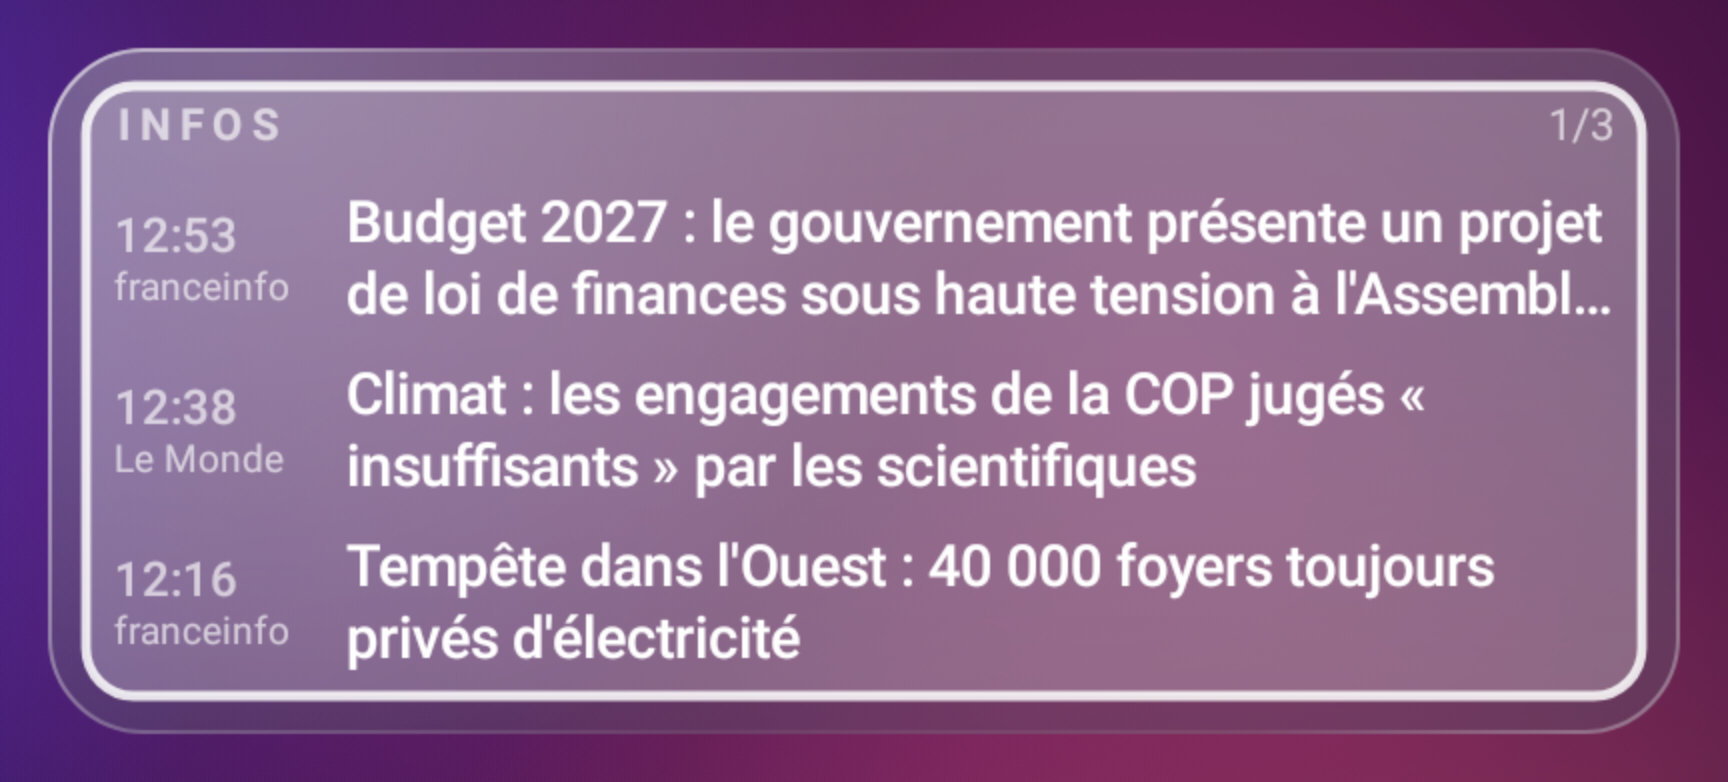 INFOS 1/3
12:53 Budget 2027 : le gouvernement présente un projet
franceinfo de loi de finances sous haute tension à l'Assembl...
12:38 Climat : les engagements de la COP jugés «
Le Monde insuffisants » par les scientifiques
12:16 Tempête dans l'Ouest : 40 000 foyers toujours
franceinfo privés d'électricité